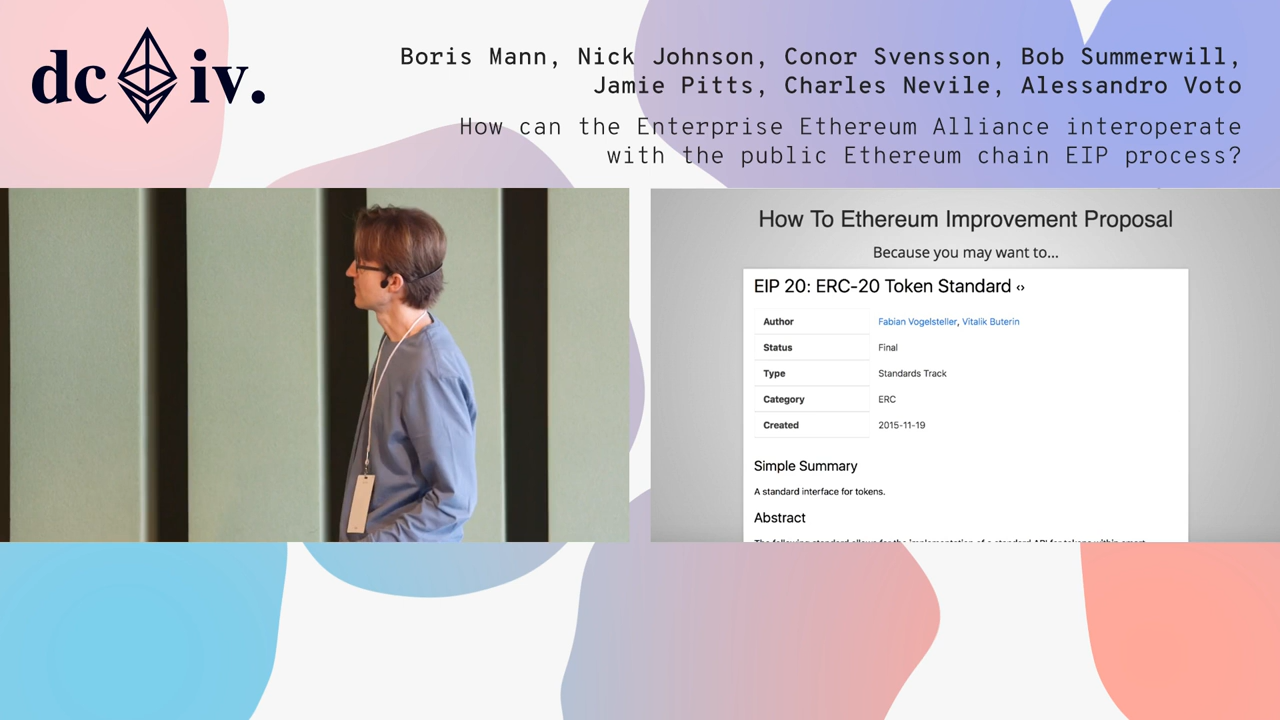 dc iv.
Boris Mann, Nick Johnson, Conor Svensson, Bob Summerwill,
Jamie Pitts, Charles Nevile, Alessandro Voto
How can the Enterprise Ethereum Alliance interoperate
with the public Ethereum chain EIP process?
How To Ethereum Improvement Proposal
Because you may want to...
EIP 20: ERC-20 Token Standard
Author Fabian Vogelsteller, Vitalik Buterin
Status Final
Type Standards Track
Category ERC
Created 2015-11-19
Simple Summary
A standard interface for tokens.
Abstract